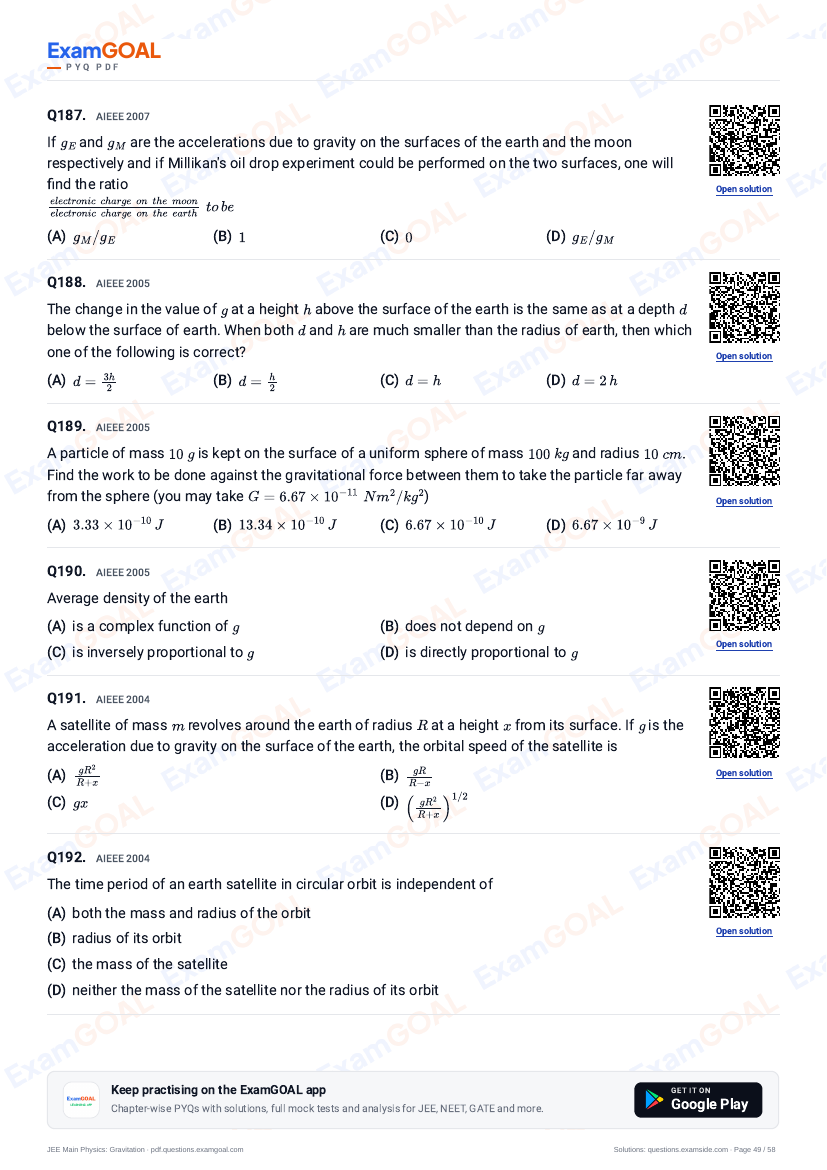 ExamGOAL
PYQ PDF
Q187. AIEEE 2007
If g_E and g_M are the accelerations due to gravity on the surfaces of the earth and the moon
respectively and if Millikan's oil drop experiment could be performed on the two surfaces, one will
find the ratio
electronic charge on the moon / electronic charge on the earth to be
(A) g_M/g_E (B) 1 (C) 0 (D) g_E/g_M
Open solution
Q188. AIEEE 2005
The change in the value of g at a height h above the surface of the earth is the same as at a depth d
below the surface of earth. When both d and h are much smaller than the radius of earth, then which
one of the following is correct?
(A) d = 3h/2 (B) d = h/2 (C) d = h (D) d = 2 h
Open solution
Q189. AIEEE 2005
A particle of mass 10 g is kept on the surface of a uniform sphere of mass 100 kg and radius 10 cm.
Find the work to be done against the gravitational force between them to take the particle far away
from the sphere (you may take G = 6.67 × 10⁻¹¹ Nm²/kg²)
(A) 3.33 × 10⁻¹⁰ J (B) 13.34 × 10⁻¹⁰ J (C) 6.67 × 10⁻¹⁰ J (D) 6.67 × 10⁻⁹ J
Open solution
Q190. AIEEE 2005
Average density of the earth
(A) is a complex function of g (B) does not depend on g
(C) is inversely proportional to g (D) is directly proportional to g
Open solution
Q191. AIEEE 2004
A satellite of mass m revolves around the earth of radius R at a height x from its surface. If g is the
acceleration due to gravity on the surface of the earth, the orbital speed of the satellite is
(A) gR²/R+x (B) gR/R−x
(C) gx (D) (gR²/R+x)^1/2
Open solution
Q192. AIEEE 2004
The time period of an earth satellite in circular orbit is independent of
(A) both the mass and radius of the orbit
(B) radius of its orbit
(C) the mass of the satellite
(D) neither the mass of the satellite nor the radius of its orbit
Open solution
Keep practising on the ExamGOAL app
Chapter-wise PYQs with solutions, full mock tests and analysis for JEE, NEET, GATE and more.
GET IT ON
Google Play
JEE Main Physics: Gravitation · pdf.questions.examgoal.com Solutions: questions.examside.com · Page 49 / 58